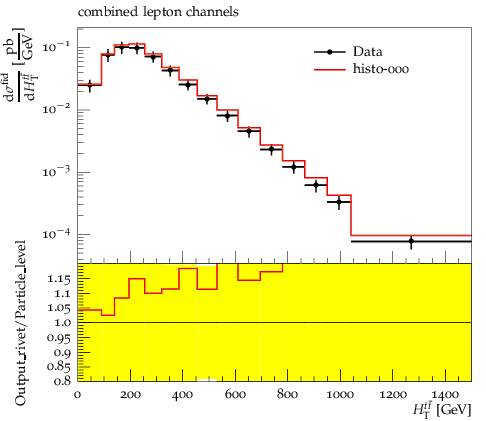 combined lepton channels
dσ^fid/dH_T^{tt̄} [pb/GeV]
10⁻¹
10⁻²
10⁻³
10⁻⁴
Data
histo-000
Output_rivet/Particle_level
1.15
1.1
1.05
1.0
0.95
0.9
0.85
0.8
0 200 400 600 800 1000 1200 1400
H_T^{tt̄} [GeV]